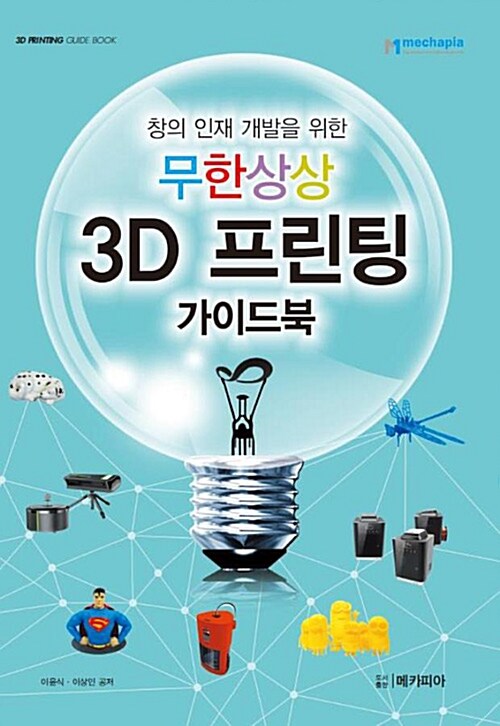 3D PRINTING GUIDE BOOK
mechapia
창의 인재 개발을 위한
무한상상
3D 프린팅
가이드북
이윤식 · 이상인 공저
도서출판 메카피아